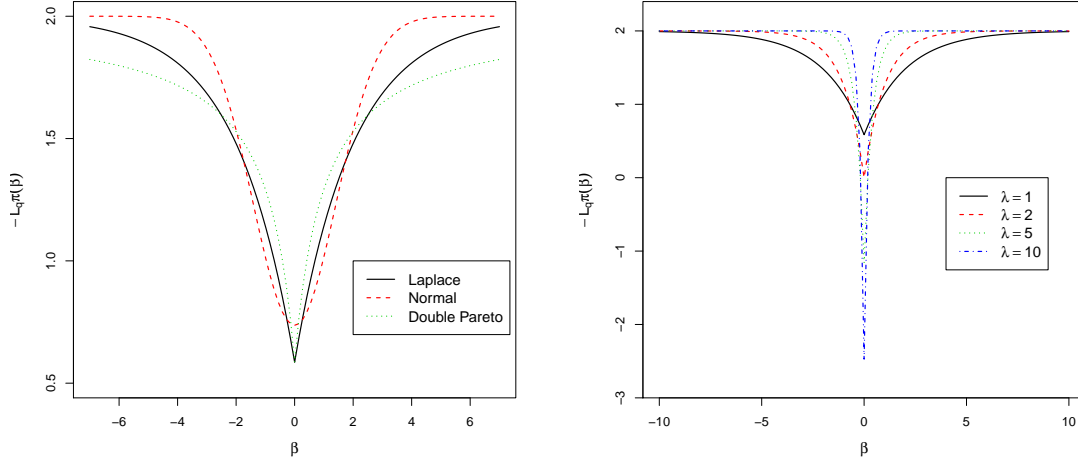 2.0
1.5
1.0
0.5
− Lqπ(β)
−6 −4 −2 0 2 4 6
β
Laplace
Normal
Double Pareto
2
1
0
−1
−2
−3
− Lqπ(β)
−10 −5 0 5 10
β
λ = 1
λ = 2
λ = 5
λ = 10